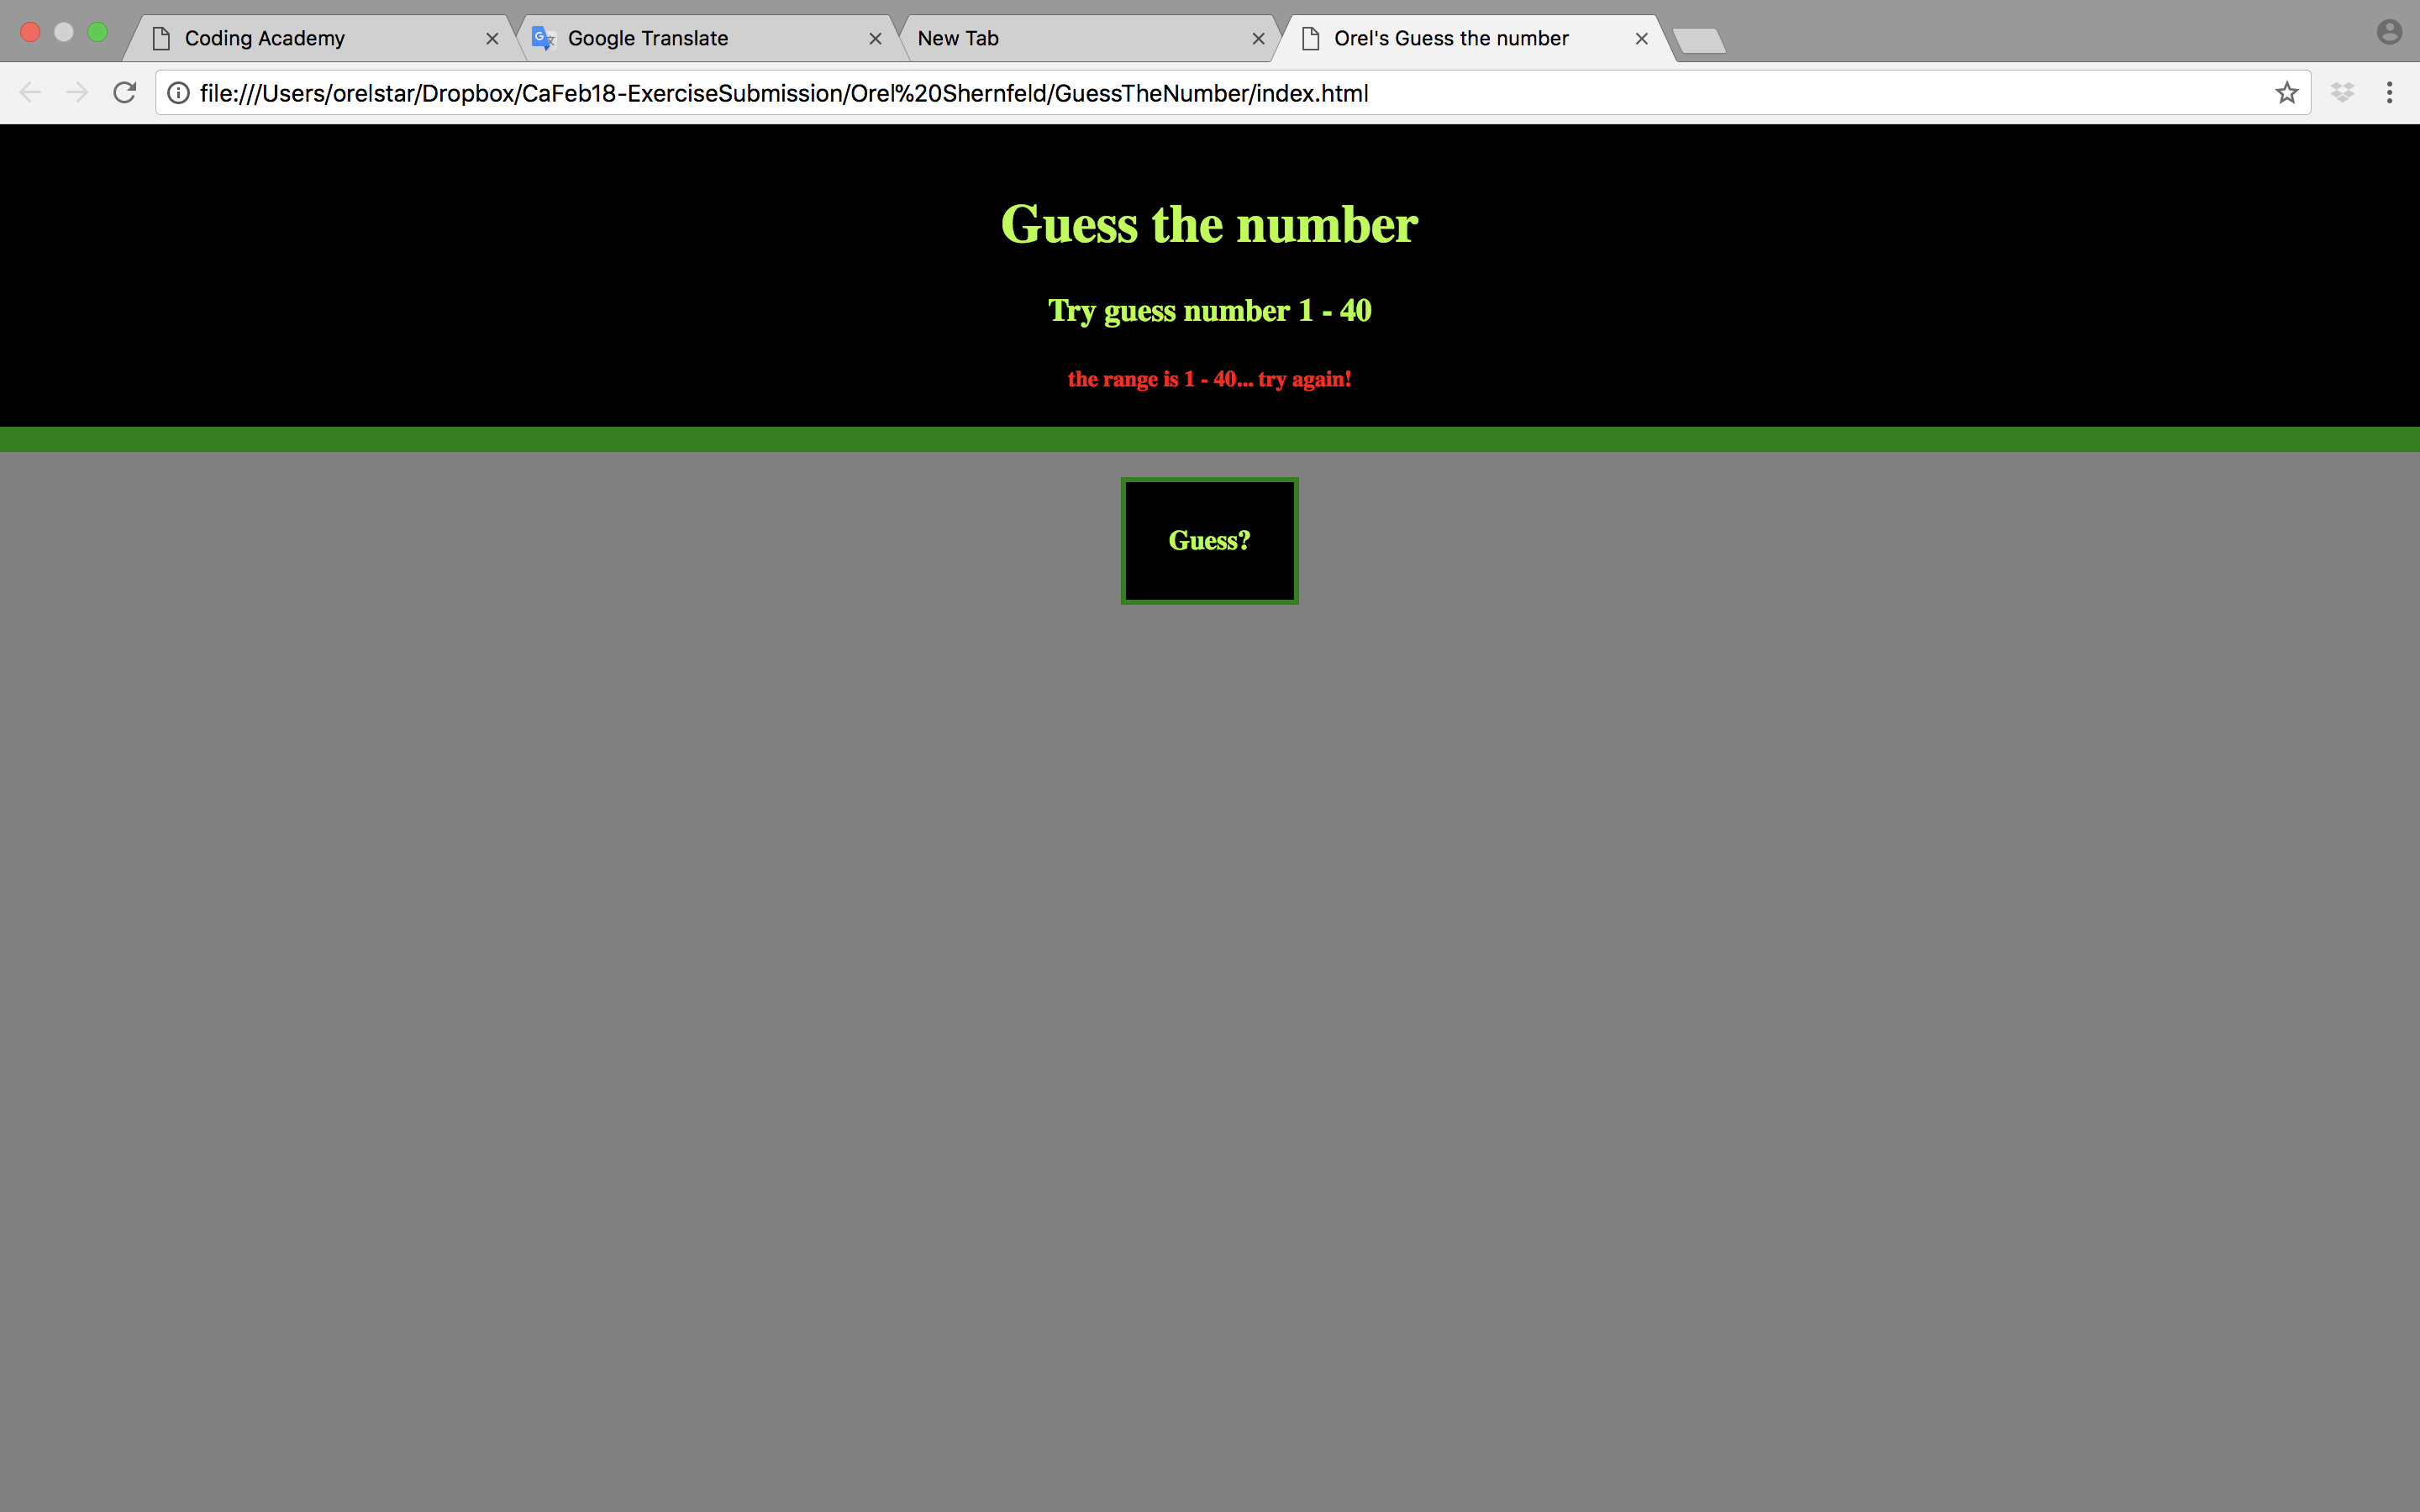 Coding Academy
Google Translate
New Tab
Orel's Guess the number
file:///Users/orelstar/Dropbox/CaFeb18-ExerciseSubmission/Orel%20Shernfeld/GuessTheNumber/index.html
Guess the number
Try guess number 1 - 40
the range is 1 - 40... try again!
Guess?